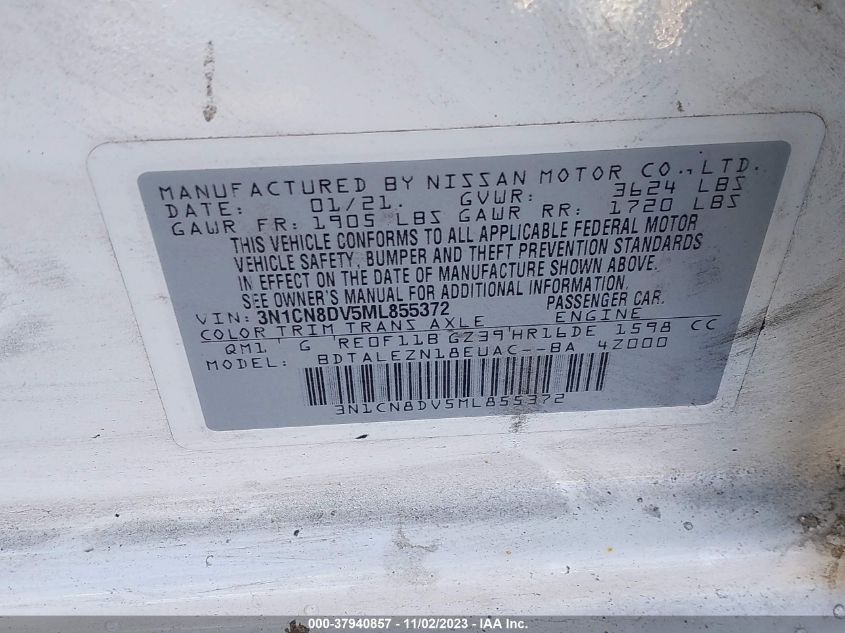 MANUFACTURED BY NISSAN MOTOR CO.,LTD.
DATE: 01/21. GVWR: 3624 LBS
GAWR FR: 1905 LBS GAWR RR: 1720 LBS
THIS VEHICLE CONFORMS TO ALL APPLICABLE FEDERAL MOTOR
VEHICLE SAFETY, BUMPER AND THEFT PREVENTION STANDARDS
IN EFFECT ON THE DATE OF MANUFACTURE SHOWN ABOVE.
SEE OWNER'S MANUAL FOR ADDITIONAL INFORMATION.
VIN: 3N1CN8DV5ML855372 PASSENGER CAR.
COLOR TRIM TRANS AXLE ENGINE
QM1 G RE0F11B GZ39 HR16DE 1598 CC
MODEL: BDTALEZN18EUAC--BA 4Z000
3N1CN8DV5ML855372
000-37940857 - 11/02/2023 - IAA Inc.